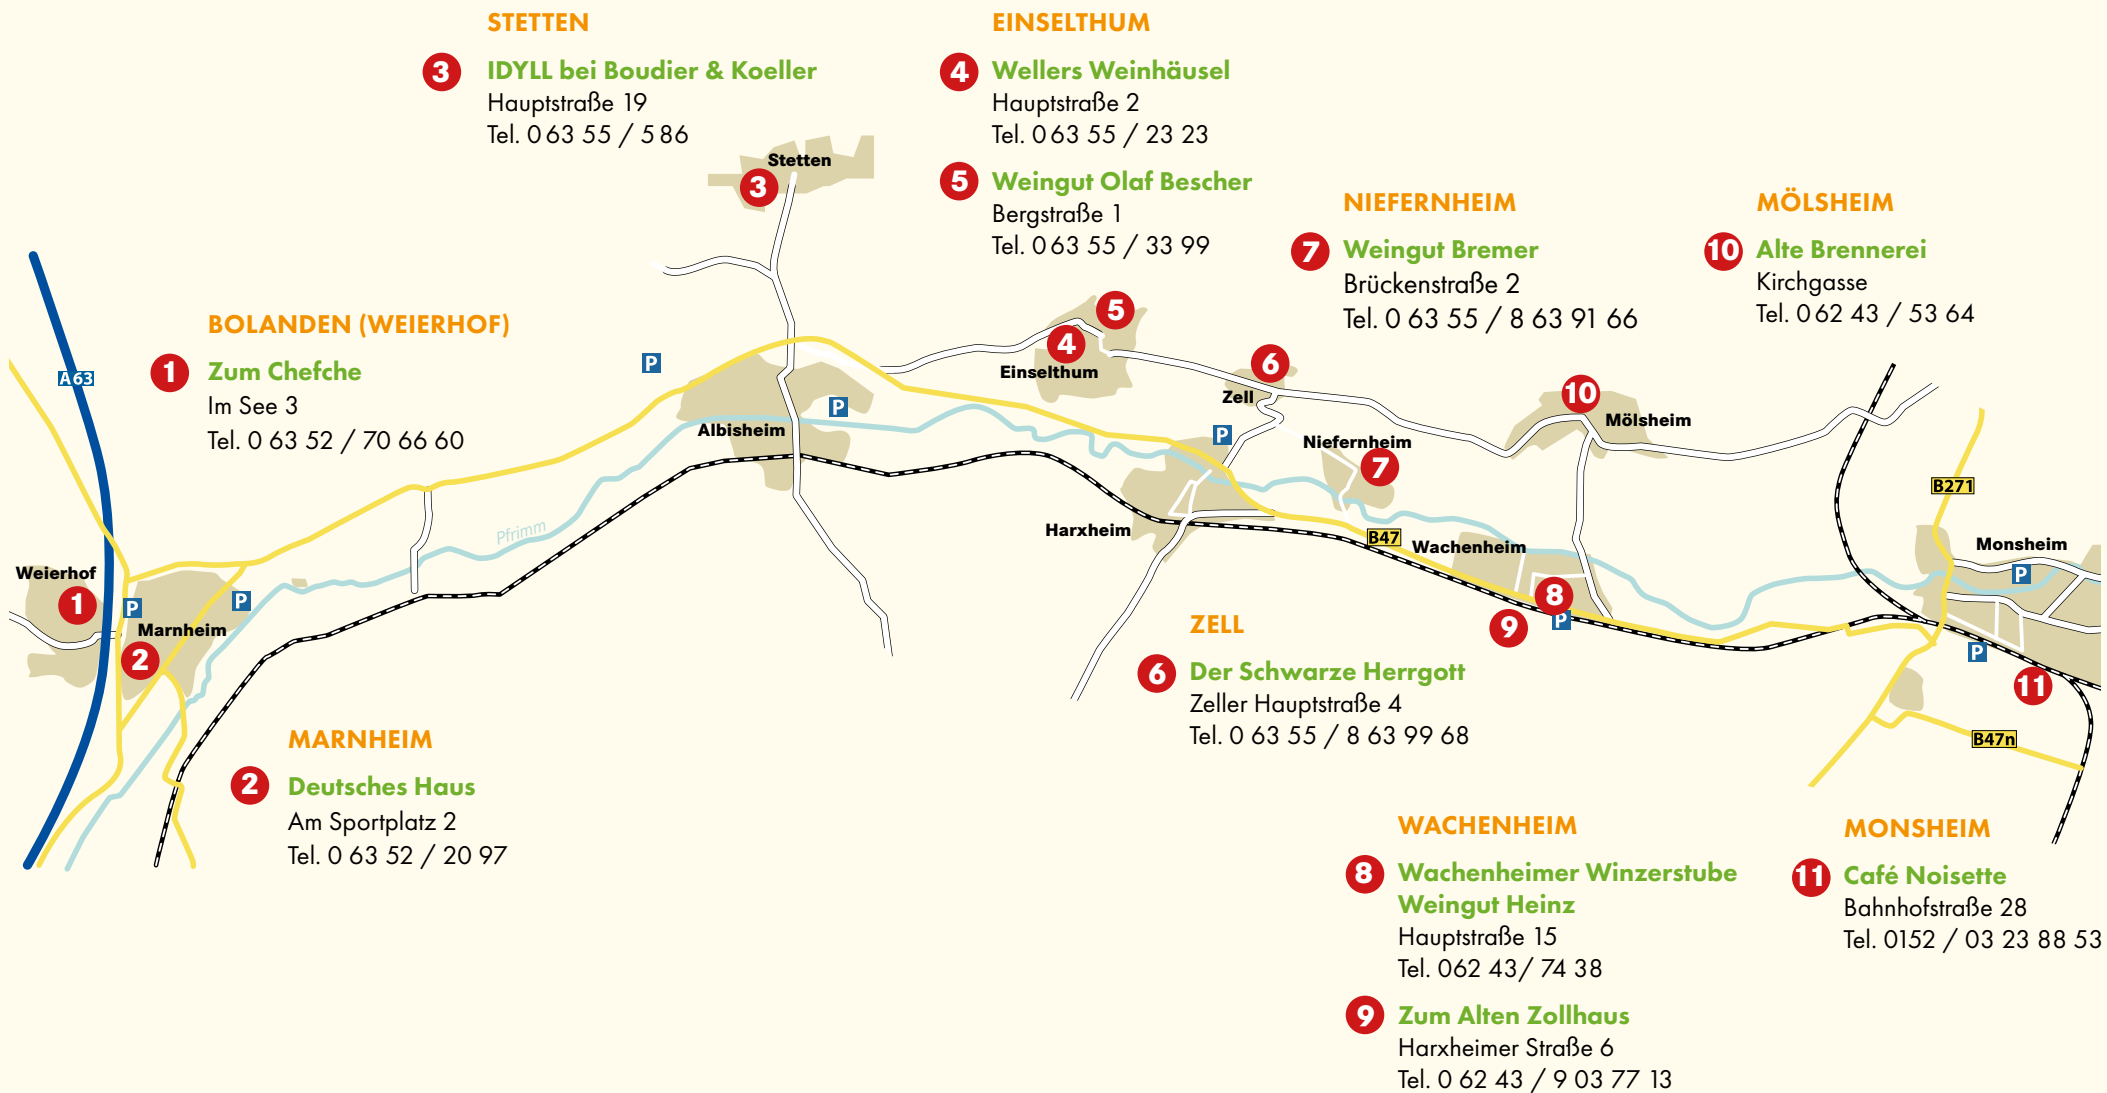 STETTEN
3 IDYLL bei Boudier & Koeller
Hauptstraße 19
Tel. 0 63 55 / 5 86
EINSELTHUM
4 Wellers Weinhäusel
Hauptstraße 2
Tel. 0 63 55 / 23 23
5 Weingut Olaf Bescher
Bergstraße 1
Tel. 0 63 55 / 33 99
NIEFERNHEIM
7 Weingut Bremer
Brückenstraße 2
Tel. 0 63 55 / 8 63 91 66
MÖLSHEIM
10 Alte Brennerei
Kirchgasse
Tel. 0 62 43 / 53 64
BOLANDEN (WEIERHOF)
1 Zum Chefche
Im See 3
Tel. 0 63 52 / 70 66 60
Stetten
3
5
4
Einselthum
6
Zell
10
Mölsheim
A63
P
P
Albisheim
P
Niefernheim
7
Pfrimm
Harxheim
B47
Wachenheim
B271
Monsheim
P
Weierhof
1
P
P
Marnheim
2
8
9
P
P
11
B47n
ZELL
6 Der Schwarze Herrgott
Zeller Hauptstraße 4
Tel. 0 63 55 / 8 63 99 68
MARNHEIM
2 Deutsches Haus
Am Sportplatz 2
Tel. 0 63 52 / 20 97
WACHENHEIM
8 Wachenheimer Winzerstube
Weingut Heinz
Hauptstraße 15
Tel. 062 43/ 74 38
9 Zum Alten Zollhaus
Harxheimer Straße 6
Tel. 0 62 43 / 9 03 77 13
MONSHEIM
11 Café Noisette
Bahnhofstraße 28
Tel. 0152 / 03 23 88 53